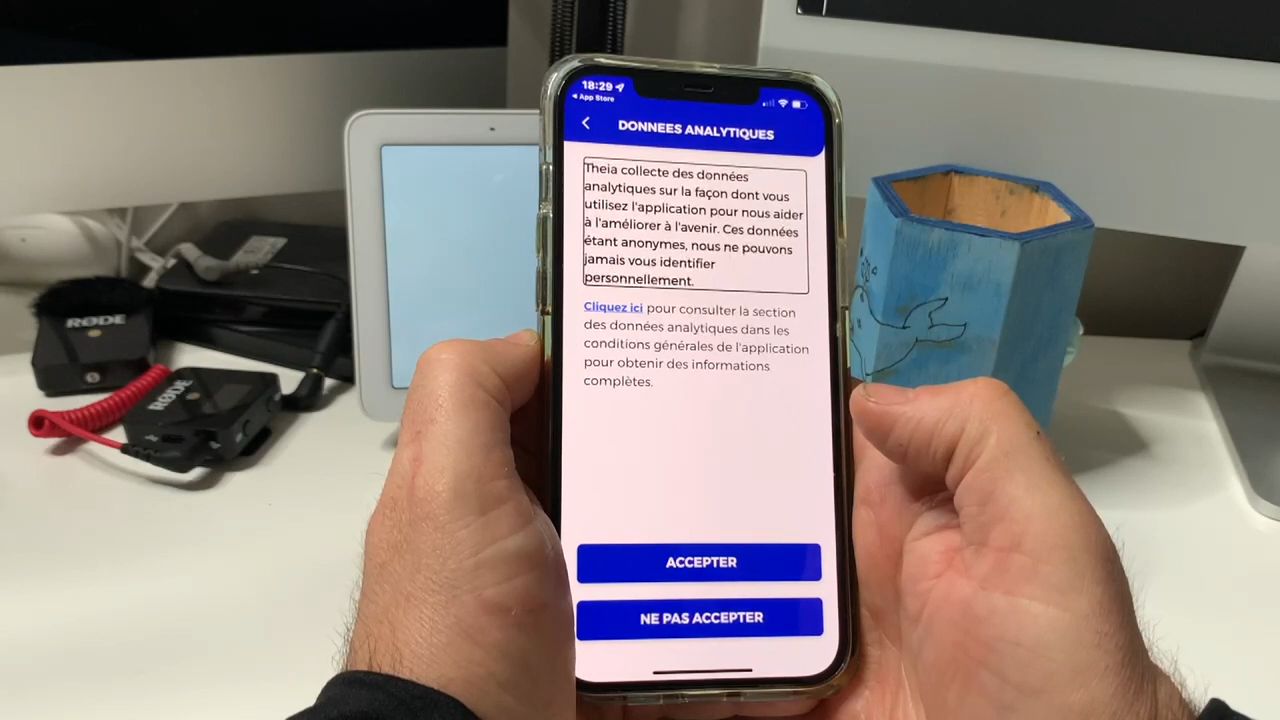 18:29
App Store
DONNEES ANALYTIQUES
Theia collecte des données
analytiques sur la façon dont vous
utilisez l'application pour nous aider
à l'améliorer à l'avenir. Ces données
étant anonymes, nous ne pouvons
jamais vous identifier
personnellement.
Cliquez ici pour consulter la section
des données analytiques dans les
conditions générales de l'application
pour obtenir des informations
complètes.
ACCEPTER
NE PAS ACCEPTER
RØDE
RØDE